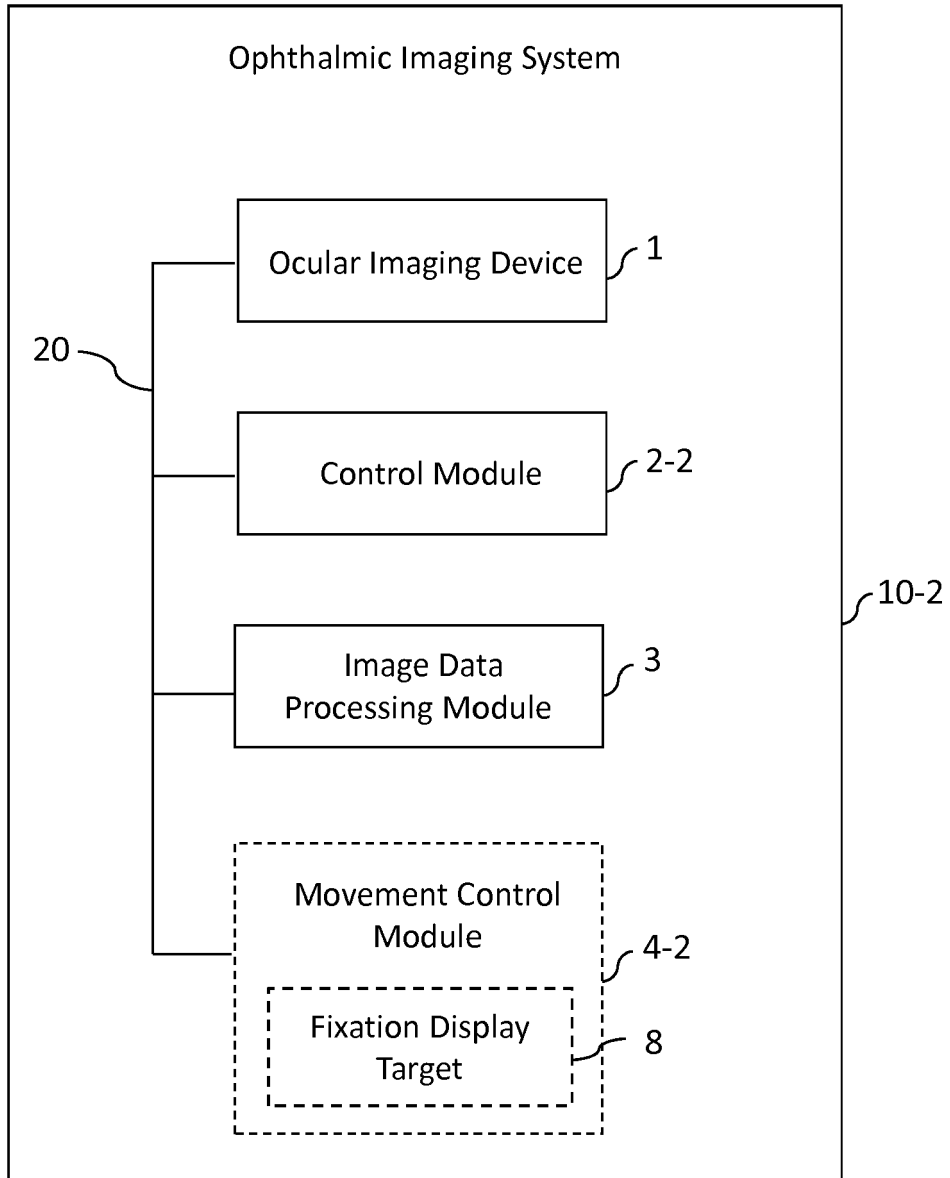 Ophthalmic Imaging System
Ocular Imaging Device
1
20
Control Module
2-2
10-2
Image Data
Processing Module
3
Movement Control
Module
4-2
Fixation Display
Target
8